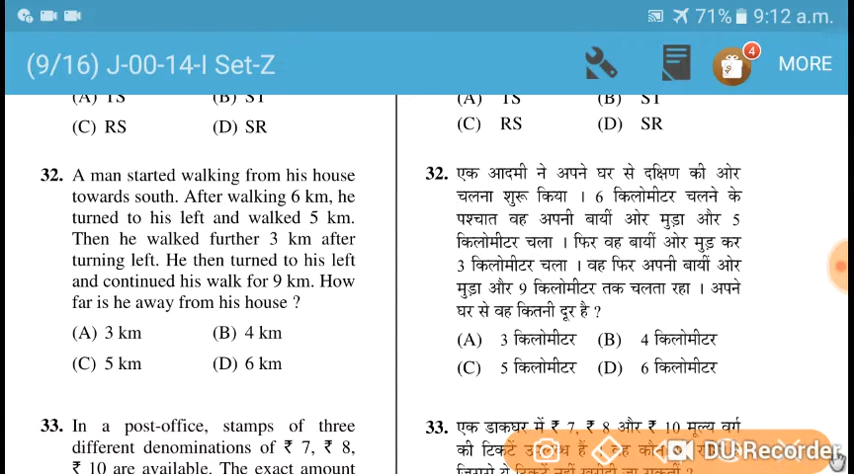 71% 9:12 a.m.
(9/16) J-00-14-I Set-Z
4
MORE
(A) TS (B) ST
(C) RS (D) SR
32. A man started walking from his house
towards south. After walking 6 km, he
turned to his left and walked 5 km.
Then he walked further 3 km after
turning left. He then turned to his left
and continued his walk for 9 km. How
far is he away from his house ?
(A) 3 km (B) 4 km
(C) 5 km (D) 6 km
33. In a post-office, stamps of three
different denominations of ₹ 7, ₹ 8,
₹ 10 are available. The exact amount
(A) TS (B) ST
(C) RS (D) SR
32. एक आदमी ने अपने घर से दक्षिण की ओर
चलना शुरू किया । 6 किलोमीटर चलने के
पश्चात वह अपनी बायीं ओर मुड़ा और 5
किलोमीटर चला । फिर वह बायीं ओर मुड़ कर
3 किलोमीटर चला । वह फिर अपनी बायीं ओर
मुड़ा और 9 किलोमीटर तक चलता रहा । अपने
घर से वह कितनी दूर है ?
(A) 3 किलोमीटर (B) 4 किलोमीटर
(C) 5 किलोमीटर (D) 6 किलोमीटर
33. एक डाकघर में ₹ 7, ₹ 8 और ₹ 10 मूल्य वर्ग
की टिकटें हैं । वह
DU Recorder